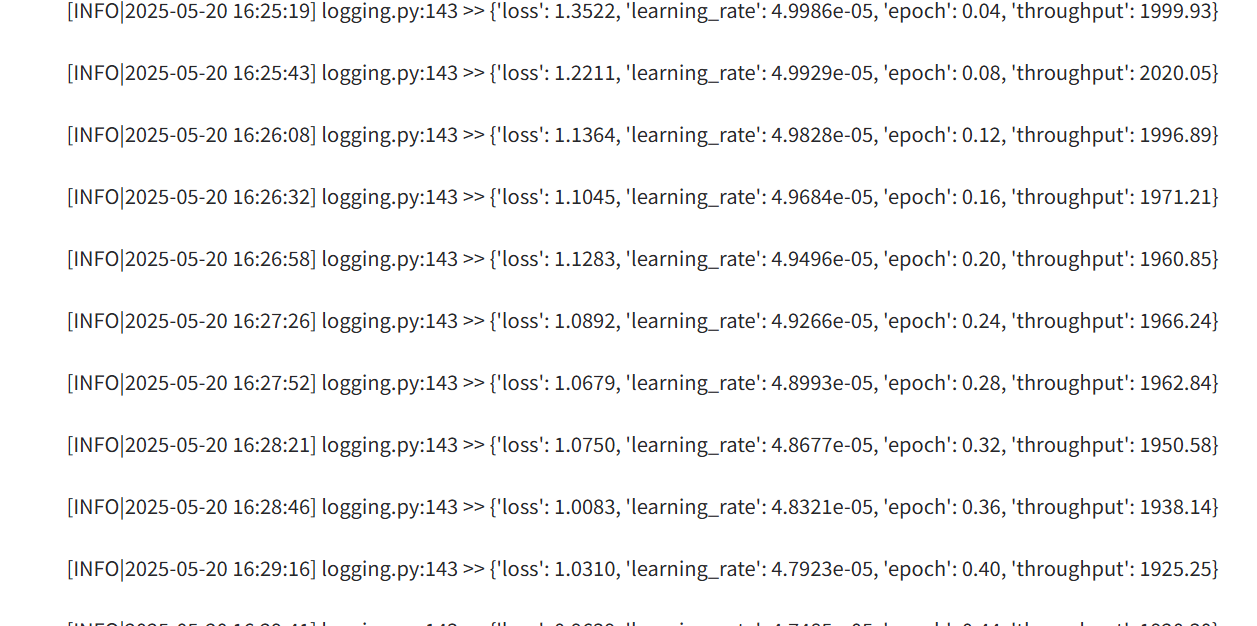 [INFO|2025-05-20 16:25:19] logging.py:143 >> {'loss': 1.3522, 'learning_rate': 4.9986e-05, 'epoch': 0.04, 'throughput': 1999.93}
[INFO|2025-05-20 16:25:43] logging.py:143 >> {'loss': 1.2211, 'learning_rate': 4.9929e-05, 'epoch': 0.08, 'throughput': 2020.05}
[INFO|2025-05-20 16:26:08] logging.py:143 >> {'loss': 1.1364, 'learning_rate': 4.9828e-05, 'epoch': 0.12, 'throughput': 1996.89}
[INFO|2025-05-20 16:26:32] logging.py:143 >> {'loss': 1.1045, 'learning_rate': 4.9684e-05, 'epoch': 0.16, 'throughput': 1971.21}
[INFO|2025-05-20 16:26:58] logging.py:143 >> {'loss': 1.1283, 'learning_rate': 4.9496e-05, 'epoch': 0.20, 'throughput': 1960.85}
[INFO|2025-05-20 16:27:26] logging.py:143 >> {'loss': 1.0892, 'learning_rate': 4.9266e-05, 'epoch': 0.24, 'throughput': 1966.24}
[INFO|2025-05-20 16:27:52] logging.py:143 >> {'loss': 1.0679, 'learning_rate': 4.8993e-05, 'epoch': 0.28, 'throughput': 1962.84}
[INFO|2025-05-20 16:28:21] logging.py:143 >> {'loss': 1.0750, 'learning_rate': 4.8677e-05, 'epoch': 0.32, 'throughput': 1950.58}
[INFO|2025-05-20 16:28:46] logging.py:143 >> {'loss': 1.0083, 'learning_rate': 4.8321e-05, 'epoch': 0.36, 'throughput': 1938.14}
[INFO|2025-05-20 16:29:16] logging.py:143 >> {'loss': 1.0310, 'learning_rate': 4.7923e-05, 'epoch': 0.40, 'throughput': 1925.25}